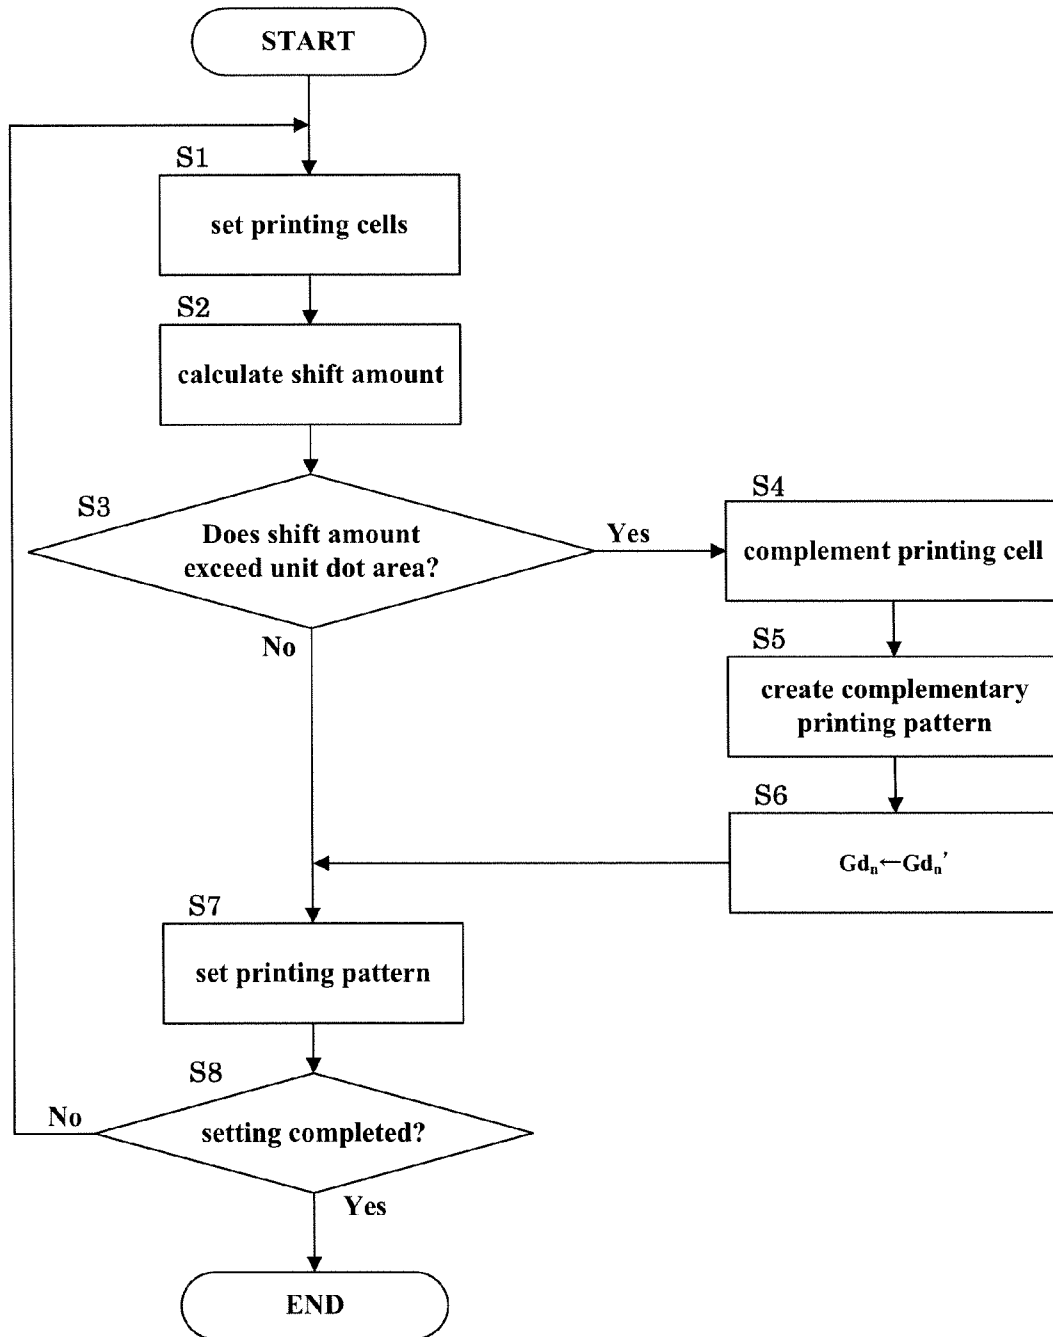 START
S1
set printing cells
S2
calculate shift amount
S3
Does shift amount
exceed unit dot area?
Yes
No
S4
complement printing cell
S5
create complementary
printing pattern
S6
Gdₙ←Gdₙ’
S7
set printing pattern
S8
setting completed?
No
Yes
END